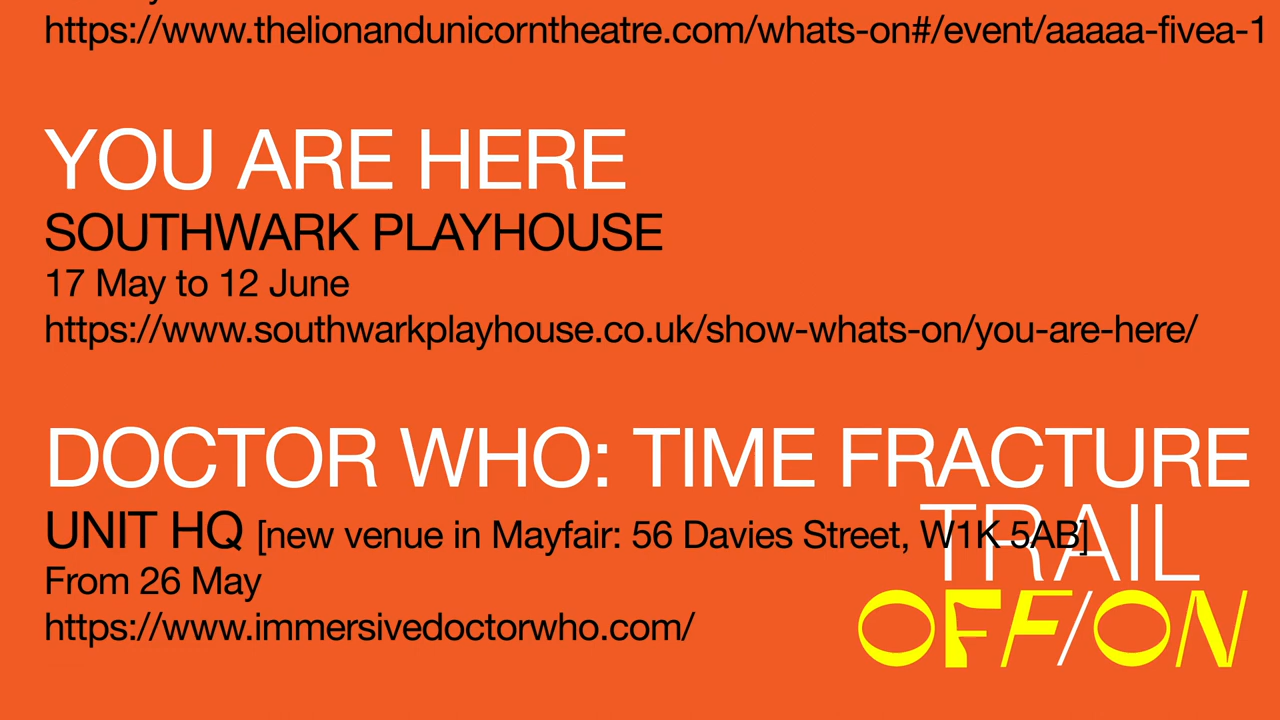 https://www.thelionandunicorntheatre.com/whats-on#/event/aaaaa-fivea-1
YOU ARE HERE
SOUTHWARK PLAYHOUSE
17 May to 12 June
https://www.southwarkplayhouse.co.uk/show-whats-on/you-are-here/
DOCTOR WHO: TIME FRACTURE
UNIT HQ [new venue in Mayfair: 56 Davies Street, W1K 5AB]
From 26 May
https://www.immersivedoctorwho.com/
TRAIL
OFF/ON